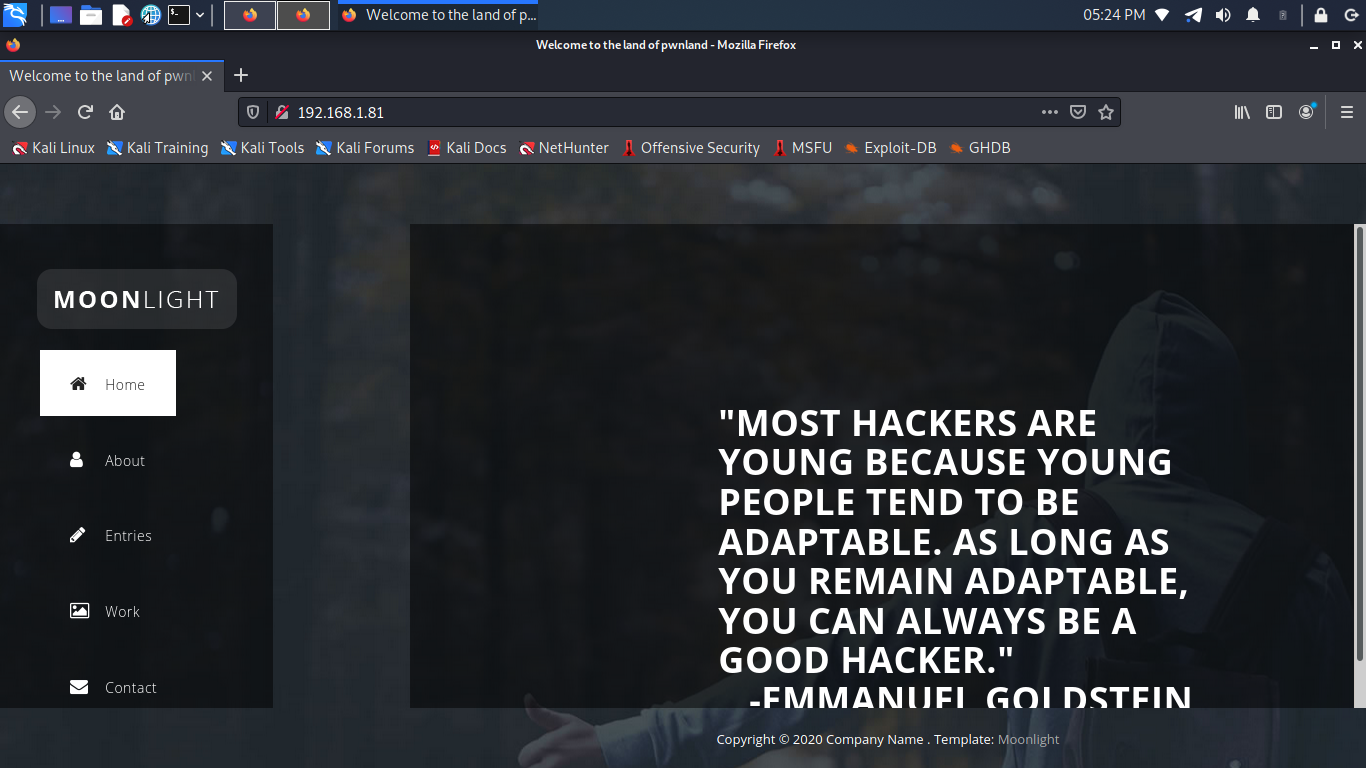 05:24 PM
Welcome to the land of p...
Welcome to the land of pwnland - Mozilla Firefox
Welcome to the land of pwnl
192.168.1.81
Kali Linux Kali Training Kali Tools Kali Forums Kali Docs NetHunter Offensive Security MSFU Exploit-DB GHDB
MOONLIGHT
Home
About
Entries
Work
Contact
"MOST HACKERS ARE
YOUNG BECAUSE YOUNG
PEOPLE TEND TO BE
ADAPTABLE. AS LONG AS
YOU REMAIN ADAPTABLE,
YOU CAN ALWAYS BE A
GOOD HACKER."
-EMMANUEL GOLDSTEIN
Copyright © 2020 Company Name . Template: Moonlight